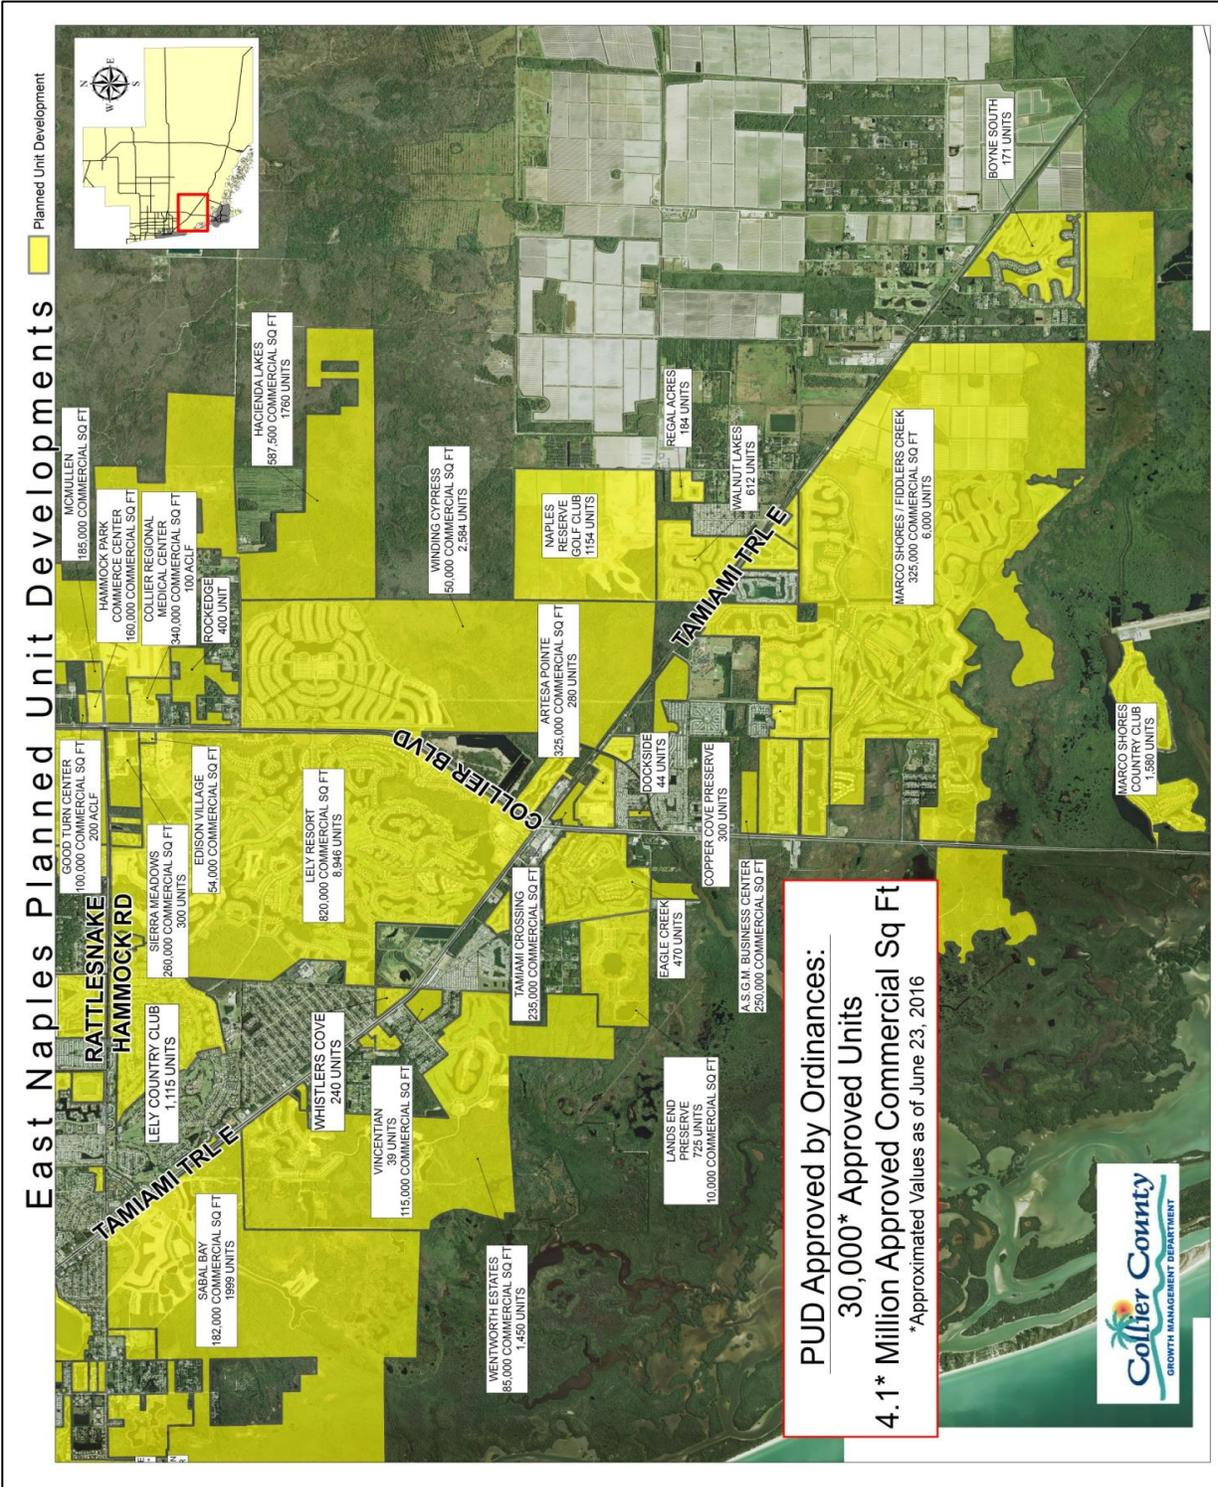 East Naples Planned Unit Developments
Planned Unit Development
N
W
E
S
MCMULLEN
185,000 COMMERCIAL SQ FT
HAMMOCK PARK
COMMERCE CENTER
160,000 COMMERCIAL SQ FT
COLLIER REGIONAL
MEDICAL CENTER
340,000 COMMERCIAL SQ FT
100 ACLF
ROCKEDGE
400 UNIT
HACIENDA LAKES
587,500 COMMERCIAL SQ FT
1760 UNITS
GOOD TURN CENTER
100,000 COMMERCIAL SQ FT
200 ACLF
RATTLESNAKE
HAMMOCK RD
SIERRA MEADOWS
260,000 COMMERCIAL SQ FT
300 UNITS
EDISON VILLAGE
54,000 COMMERCIAL SQ FT
LELY COUNTRY CLUB
1,115 UNITS
TAMIAMI TRL E
SABAL BAY
182,000 COMMERCIAL SQ FT
1999 UNITS
LELY RESORT
820,000 COMMERCIAL SQ FT
8,946 UNITS
WHISTLERS COVE
240 UNITS
VINCENTIAN
39 UNITS
115,000 COMMERCIAL SQ FT
COLLIER BLVD
WINDING CYPRESS
50,000 COMMERCIAL SQ FT
2,584 UNITS
WENTWORTH ESTATES
85,000 COMMERCIAL SQ FT
1,450 UNITS
TAMIAMI CROSSING
235,000 COMMERCIAL SQ FT
ARTESA POINTE
325,000 COMMERCIAL SQ FT
280 UNITS
NAPLES
RESERVE
GOLF CLUB
1154 UNITS
DOCKSIDE
44 UNITS
EAGLE CREEK
470 UNITS
LANDS END
PRESERVE
725 UNITS
10,000 COMMERCIAL SQ FT
REGAL ACRES
184 UNITS
WALNUT LAKES
612 UNITS
TAMIAMI TRL E
COPPER COVE PRESERVE
300 UNITS
A.S.G.M. BUSINESS CENTER
250,000 COMMERCIAL SQ FT
MARCO SHORES / FIDDLERS CREEK
325,000 COMMERCIAL SQ FT
6,000 UNITS
BOYNE SOUTH
171 UNITS
MARCO SHORES
COUNTRY CLUB
1,580 UNITS
PUD Approved by Ordinances:
30,000* Approved Units
4.1* Million Approved Commercial Sq Ft
*Approximated Values as of June 23, 2016
Collier County
GROWTH MANAGEMENT DEPARTMENT